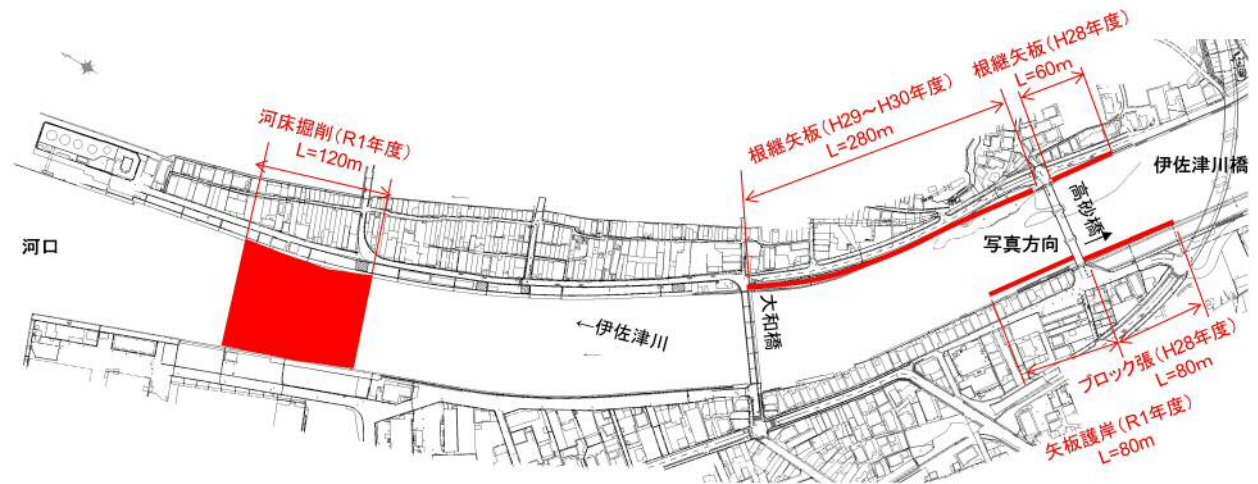 河床掘削(R1年度)
L=120m
根継矢板(H29~H30年度)
L=280m
根継矢板(H28年度)
L=60m
伊佐津川橋
高砂橋
写真方向
河口
←伊佐津川
大和橋
ブロック張(H28年度)
L=80m
矢板護岸(R1年度)
L=80m